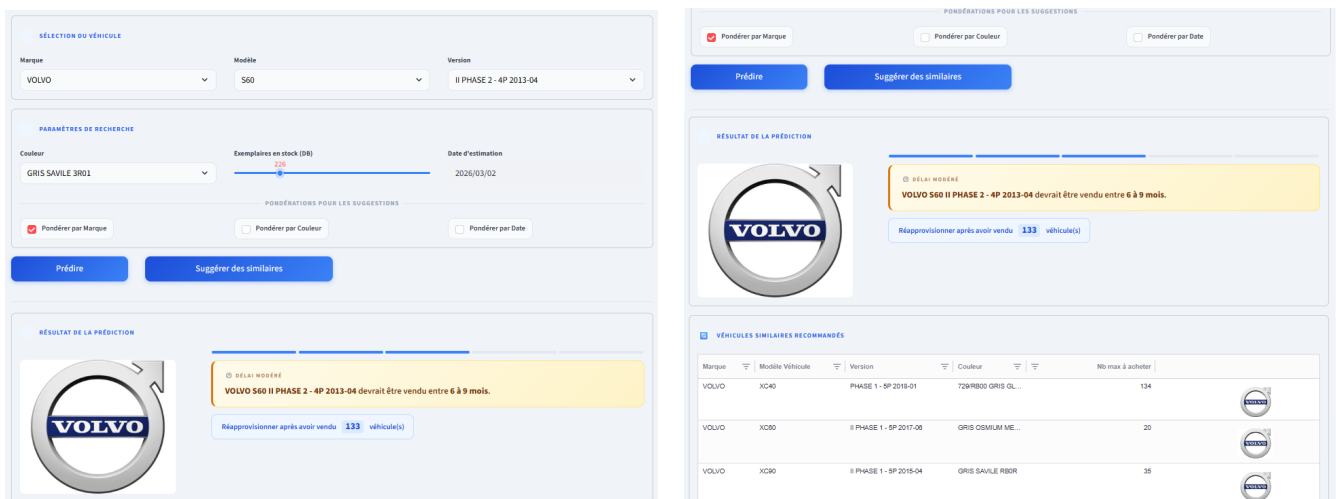 SÉLECTION DU VÉHICULE
Marque Modèle Version
VOLVO S60 II PHASE 2 - 4P 2013-04
PARAMÈTRES DE RECHERCHE
Couleur Exemplaires en stock (DB) Date d'estimation
226
GRIS SAVILE 3R01 2026/03/02
PONDÉRATIONS POUR LES SUGGESTIONS
Pondérer par Marque Pondérer par Couleur Pondérer par Date
Prédire Suggérer des similaires
RÉSULTAT DE LA PRÉDICTION
DÉLAI MODÉRÉ
VOLVO S60 II PHASE 2 - 4P 2013-04 devrait être vendu entre 6 à 9 mois.
Réapprovisionner après avoir vendu 133 véhicule(s)
VOLVO
PONDÉRATIONS POUR LES SUGGESTIONS
Pondérer par Marque Pondérer par Couleur Pondérer par Date
Prédire Suggérer des similaires
RÉSULTAT DE LA PRÉDICTION
DÉLAI MODÉRÉ
VOLVO S60 II PHASE 2 - 4P 2013-04 devrait être vendu entre 6 à 9 mois.
Réapprovisionner après avoir vendu 133 véhicule(s)
VOLVO
VÉHICULES SIMILAIRES RECOMMANDÉS
Marque Modèle Véhicule Version Couleur Nb max à acheter
VOLVO XC40 PHASE 1 - 5P 2018-01 729/RB00 GRIS GL... 134
VOLVO
VOLVO XC60 II PHASE 1 - 5P 2017-06 GRIS OSMIUM ME... 20
VOLVO
VOLVO XC90 II PHASE 1 - 5P 2015-04 GRIS SAVILE RB0R 35
VOLVO